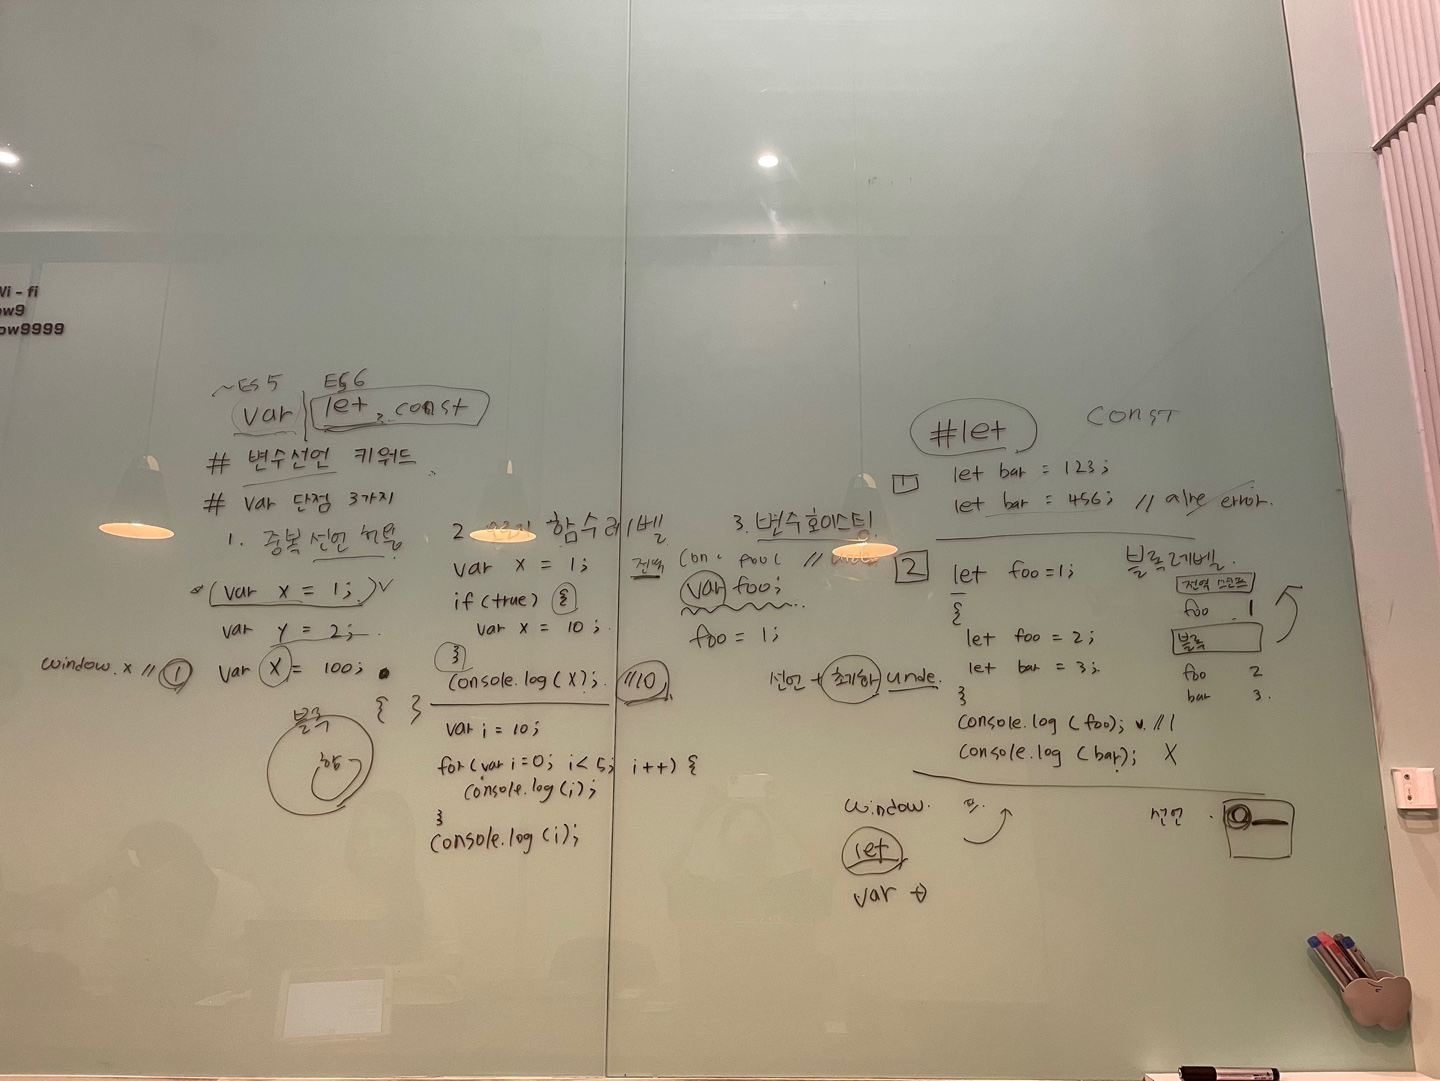 Wi - fi
ow9
ow9999
~ES5 ES6
var let, const
# 변수선언 키워드
# var 단점 3가지
1. 중복 선언 허용
(var x = 1;)
var y = 2;
window.x // 1 var x = 100;
{ }
블록
함
2. 함수레벨
var x = 1; 전역
if (true) {
var x = 10;
}
console.log(x); //10
var i = 10;
for (var i=0; i<5; i++) {
console.log(i);
}
console.log(i);
3. 변수호이스팅
var foo;
foo = 1;
선언 + 초기화 unde.
#let const
1
let bar = 123;
let bar = 456; // alre error.
2
let foo=1;
{
let foo = 2;
let bar = 3;
}
console.log (foo); v. //1
console.log (bar); X
블록레벨.
전역 스코프
foo 1
블록
foo 2
bar 3.
window.
let
var
선언